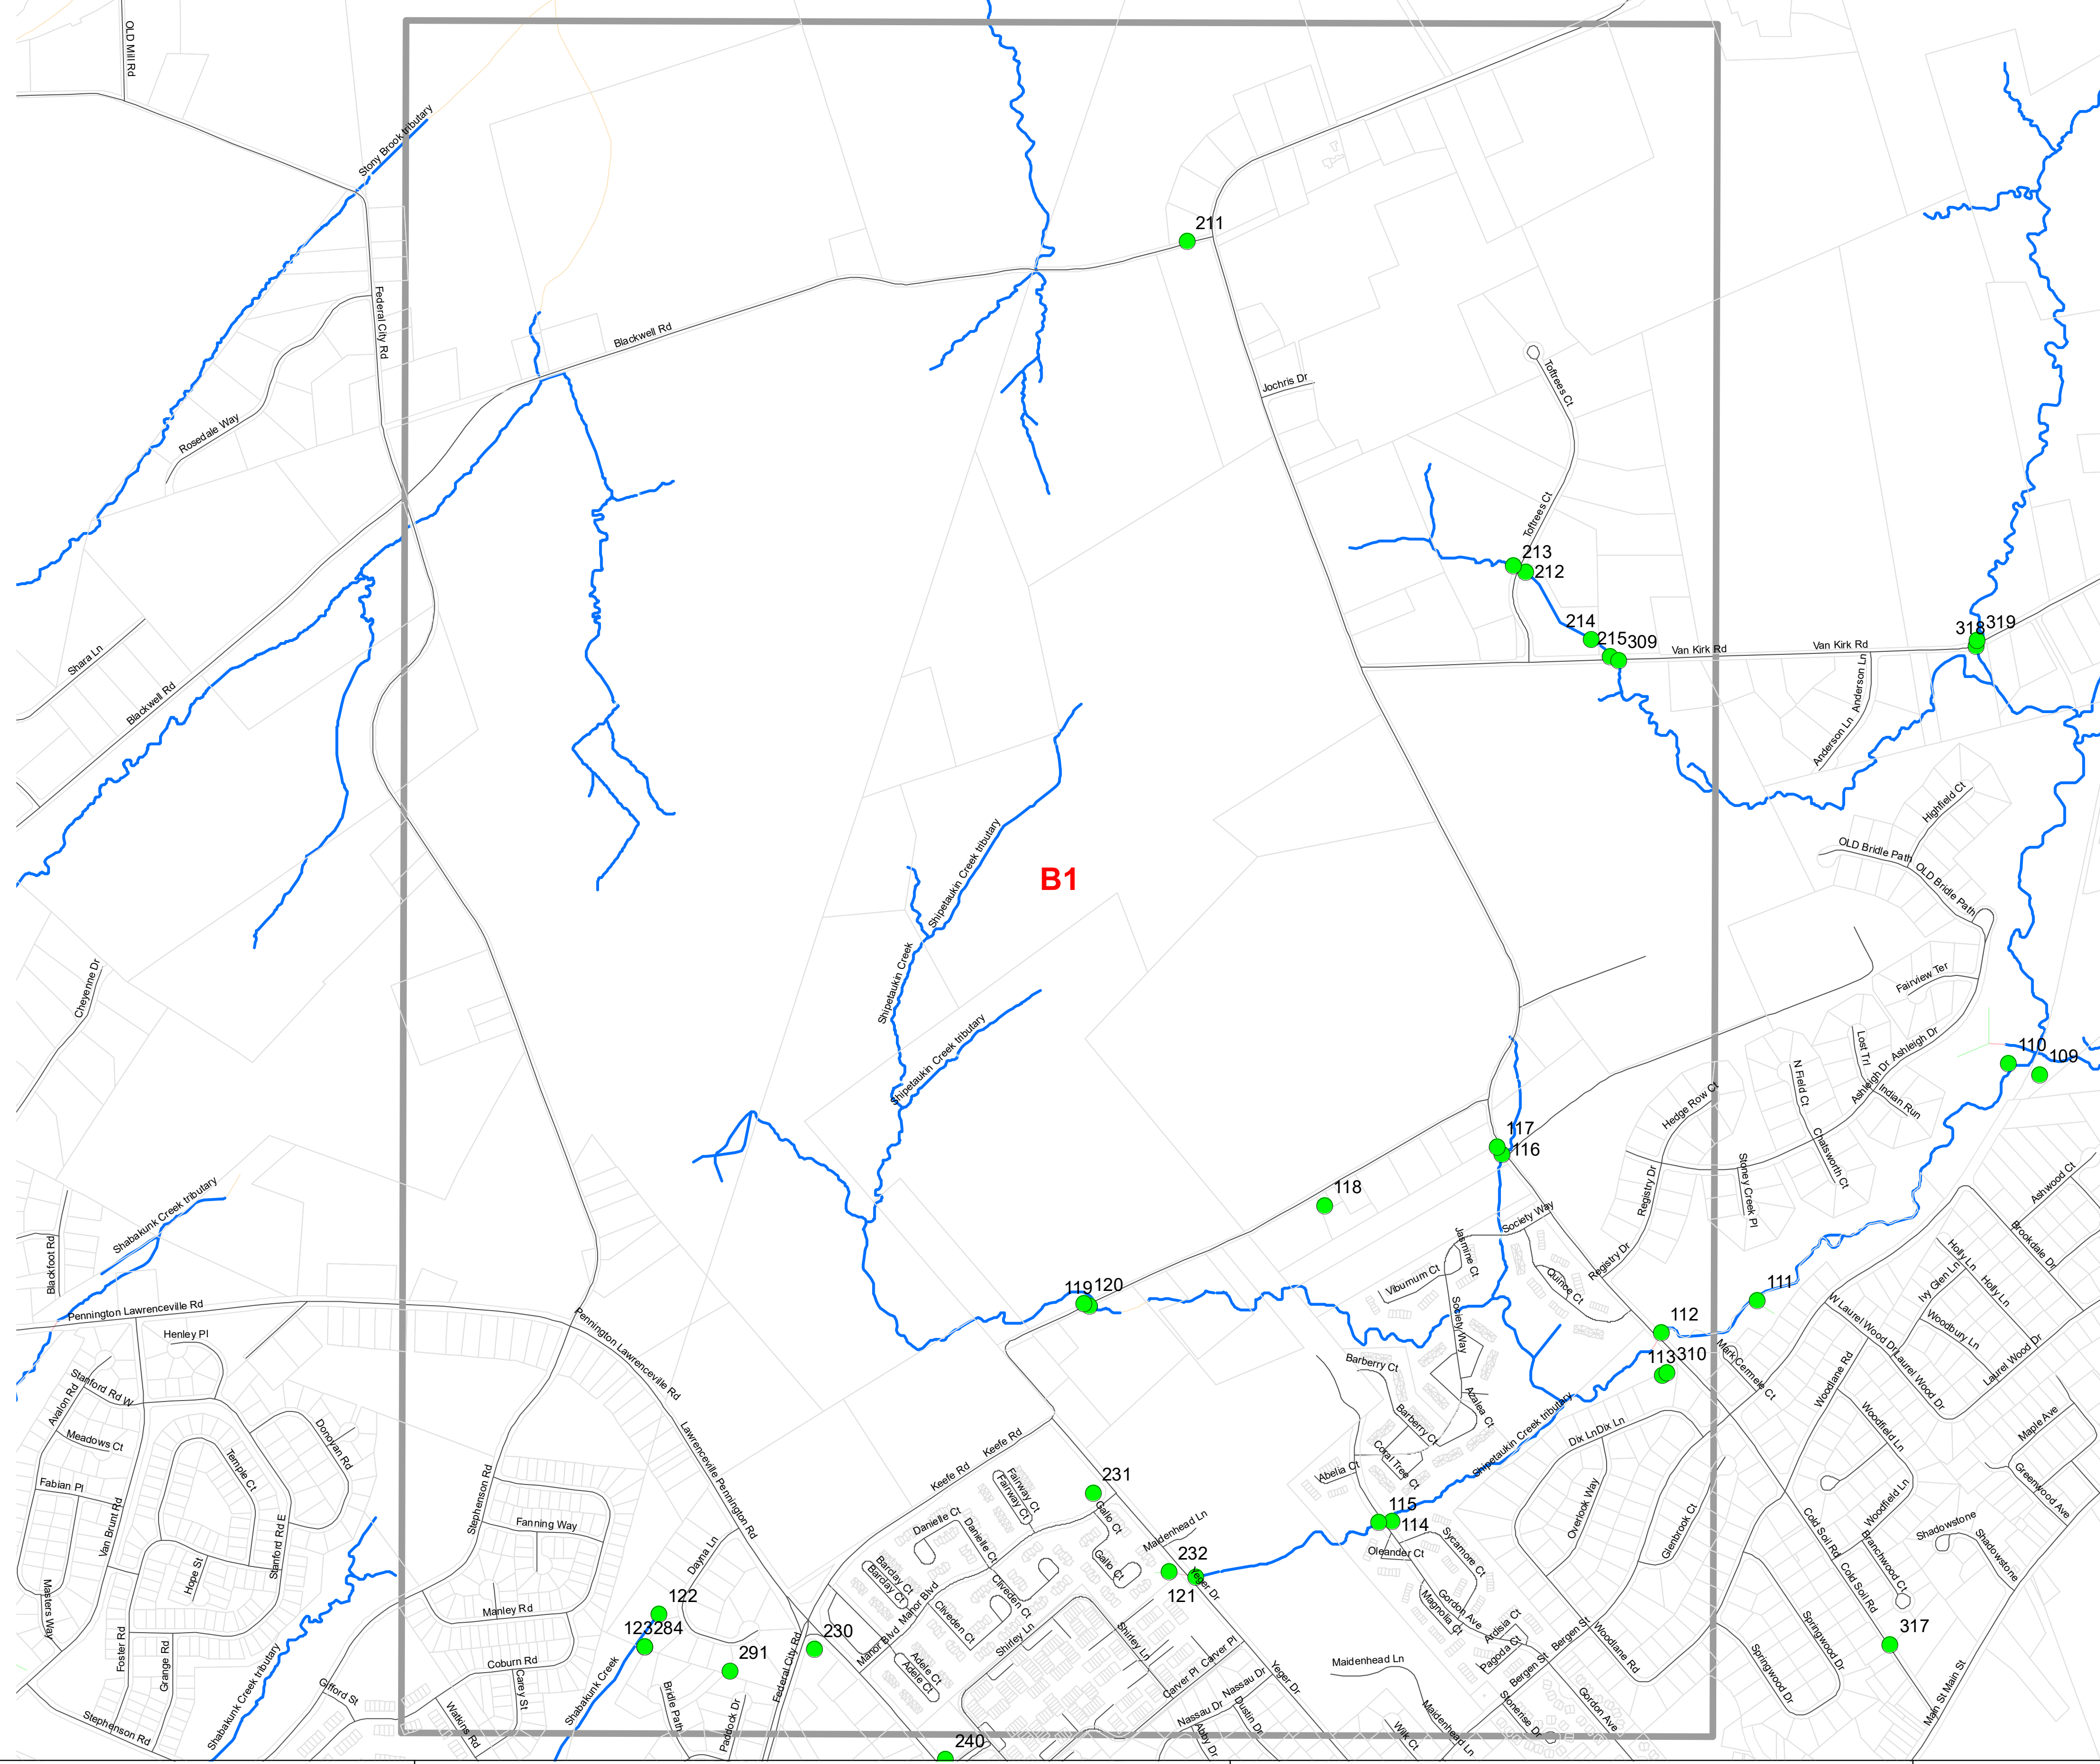 OLD Mill Rd
Stony Brook tributary
211
Federal City Rd
Blackwell Rd
Jochris Dr
Toftrees Ct
Rosedale Way
Toftrees Ct
213
212
214
215
309
318
319
Van Kirk Rd
Van Kirk Rd
Anderson Ln
Anderson Ln
Shara Ln
Blackwell Rd
Highfield Ct
OLD Bridle Path
OLD Bridle Path
Shipetaukin Creek tributary
B1
Shipetaukin Creek
Cheyenne Dr
Fairview Ter
Shipetaukin Creek tributary
Lost Trl
Ashleigh Dr
Ashleigh Dr
110
109
N Field Ct
Indian Run
Hedge Row Ct
Chatsworth Ct
117
116
Stoney Creek Pl
Registry Dr
Registry Dr
118
Ashwood Ct
Brookdale Dr
Shabakunk Creek tributary
Blackfoot Rd
Society Way
Jasmine Ct
Viburnum Ct
Quince Ct
Society Way
119
120
111
112
113
310
Holly Ln
Holly Ln
Ivy Glen Ln
Woodbury Ln
W Laurel Wood Dr
Laurel Wood Dr
Laurel Wood Dr
Mark Cermele Ct
Pennington Lawrenceville Rd
Pennington Lawrenceville Rd
Henley Pl
Stanford Rd W
Avalon Rd
Meadows Ct
Fabian Pl
Temple Ct
Donovan Rd
Van Brunt Rd
Hope St
Stanford Rd E
Masters Way
Foster Rd
Grange Rd
Stephenson Rd
Stephenson Rd
Gifford St
Shabakunk Creek tributary
Lawrenceville Pennington Rd
Fanning Way
Manley Rd
Coburn Rd
Carey St
Watkins Rd
Dayna Ln
122
123
284
291
230
Shabakunk Creek
Bridle Path
Paddock Dr
Federal City Rd
240
Keefe Rd
Keefe Rd
Fairway Ct
Fairway Ct
Danielle Ct
Danielle Ct
Barclay Ct
Barclay Ct
Manor Blvd
Manor Blvd
Cliveden Ct
Cliveden Ct
Adele Ct
Adele Ct
Shirley Ln
Shirley Ln
231
Gallo Ct
Gallo Ct
Maidenhead Ln
232
121
Yeger Dr
Yeger Dr
Carver Pl
Carver Pl
Nassau Dr
Nassau Dr
Dustin Dr
Abby Dr
Barberry Ct
Barberry Ct
Azalea Ct
Coral Tree Ct
Abelia Ct
115
114
Oleander Ct
Sycamore Ct
Magnolia Ct
Gordon Ave
Ardisia Ct
Pagoda Ct
Bergen St
Bergen St
Maidenhead Ln
Maidenhead Ln
Wilk Ct
Stonerise Dr
Gordon Ave
Shipetaukin Creek tributary
Dix Ln
Dix Ln
Overlook Way
Glenbrook Ct
Woodlane Rd
Woodlane Rd
Woodfield Ln
Woodfield Ln
Branchwood Ct
Cold Soil Rd
Cold Soil Rd
Springwood Dr
Springwood Dr
317
Maple Ave
Greenwood Ave
Shadowstone
Shadowstone
Main St
Main St